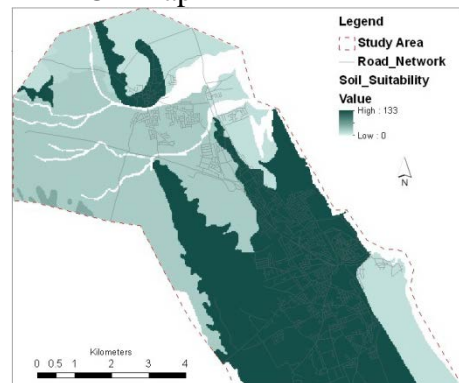 Legend
Study Area
Road_Network
Soil_Suitability
Value
High : 133
Low : 0
N
Kilometers
0 0.5 1 2 3 4